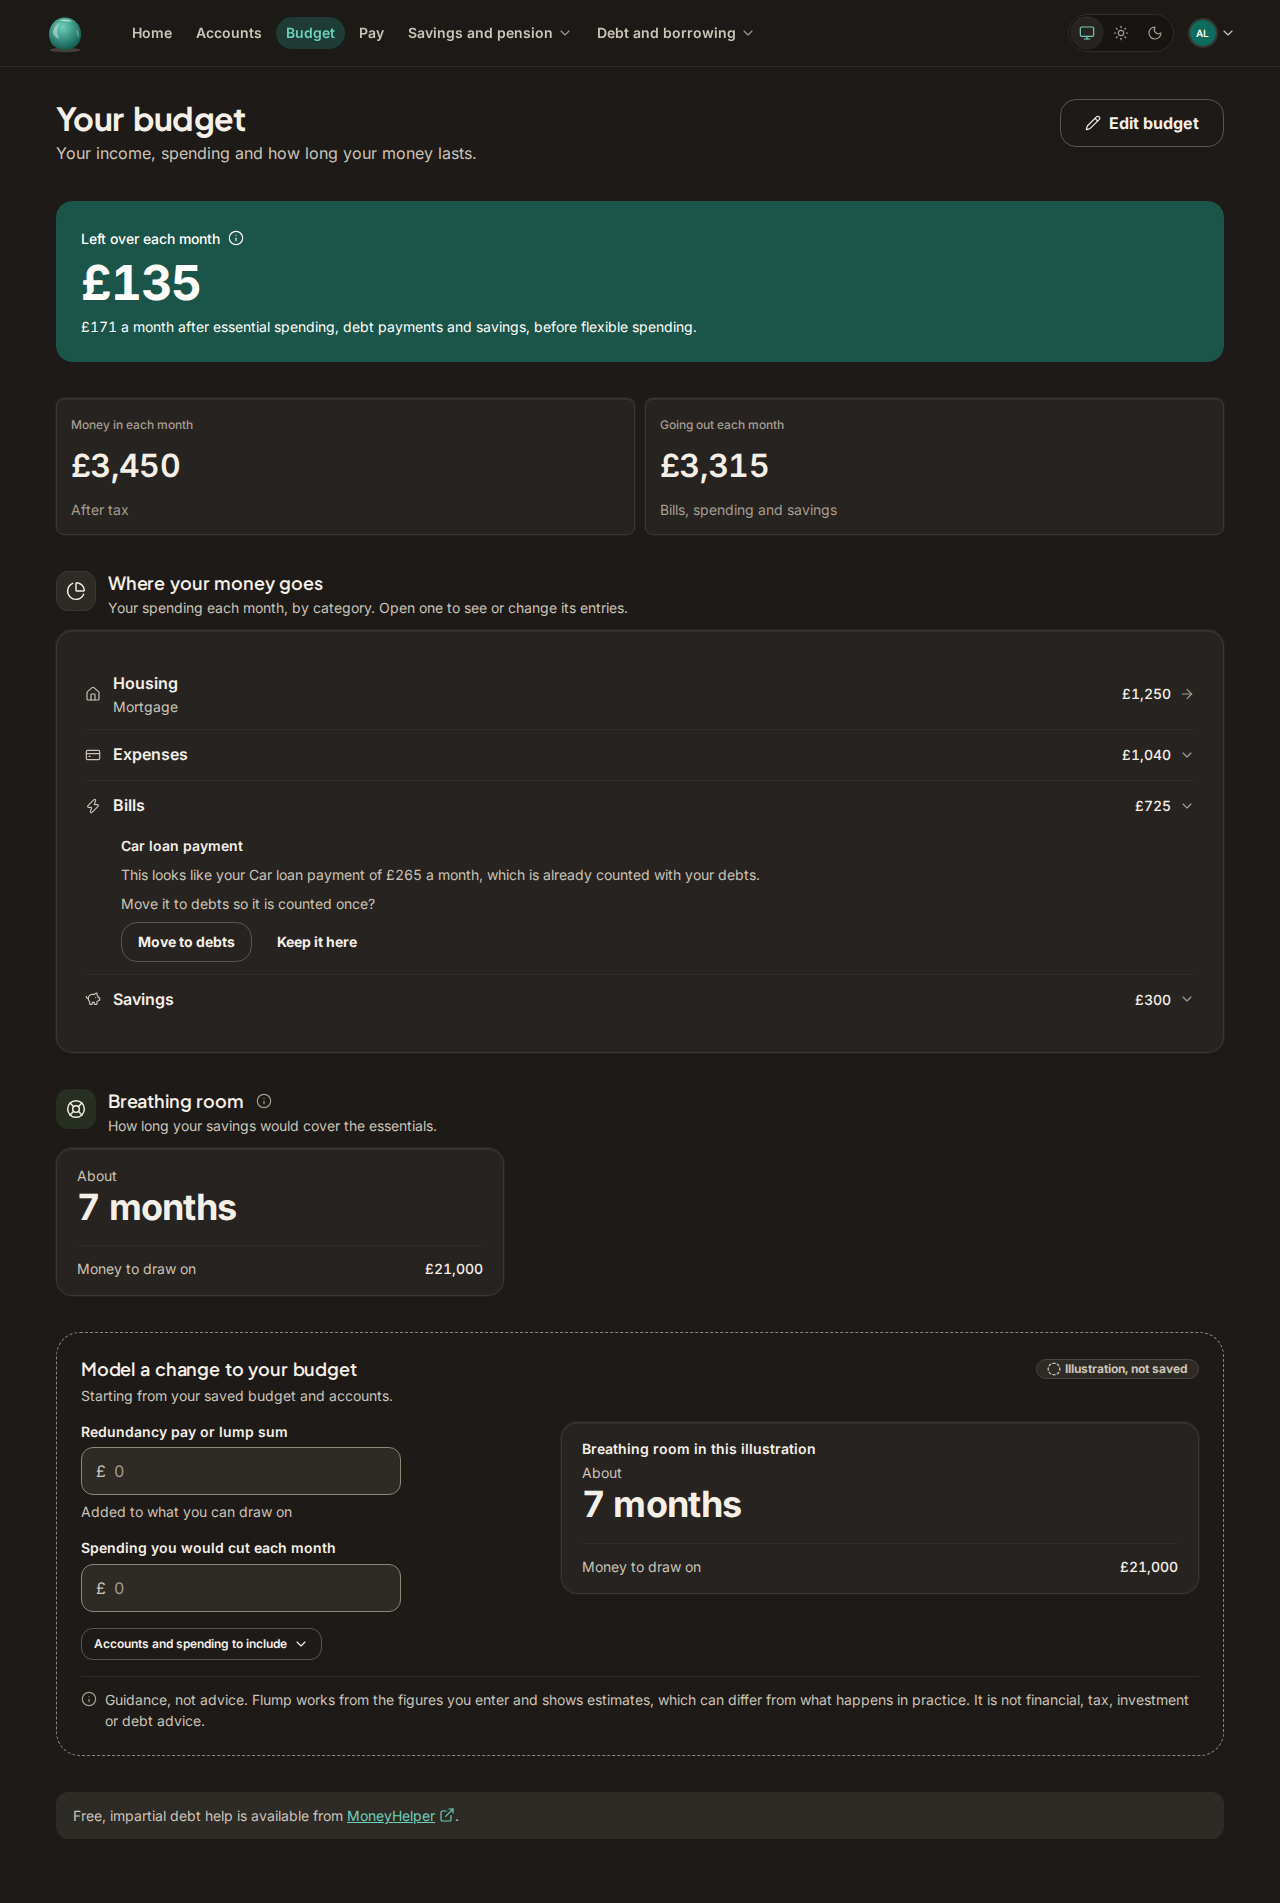 Home Accounts Budget Pay Savings and pension Debt and borrowing AL
Your budget
Edit budget
Your income, spending and how long your money lasts.
Left over each month
£135
£171 a month after essential spending, debt payments and savings, before flexible spending.
Money in each month
£3,450
After tax
Going out each month
£3,315
Bills, spending and savings
Where your money goes
Your spending each month, by category. Open one to see or change its entries.
Housing
Mortgage
£1,250
Expenses £1,040
Bills £725
Car loan payment
This looks like your Car loan payment of £265 a month, which is already counted with your debts.
Move it to debts so it is counted once?
Move to debts Keep it here
Savings £300
Breathing room
How long your savings would cover the essentials.
About
7 months
Money to draw on £21,000
Model a change to your budget
Illustration, not saved
Starting from your saved budget and accounts.
Redundancy pay or lump sum
£ 0
Added to what you can draw on
Spending you would cut each month
£ 0
Accounts and spending to include
Breathing room in this illustration
About
7 months
Money to draw on £21,000
Guidance, not advice. Flump works from the figures you enter and shows estimates, which can differ from what happens in practice. It is not financial, tax, investment
or debt advice.
Free, impartial debt help is available from MoneyHelper.